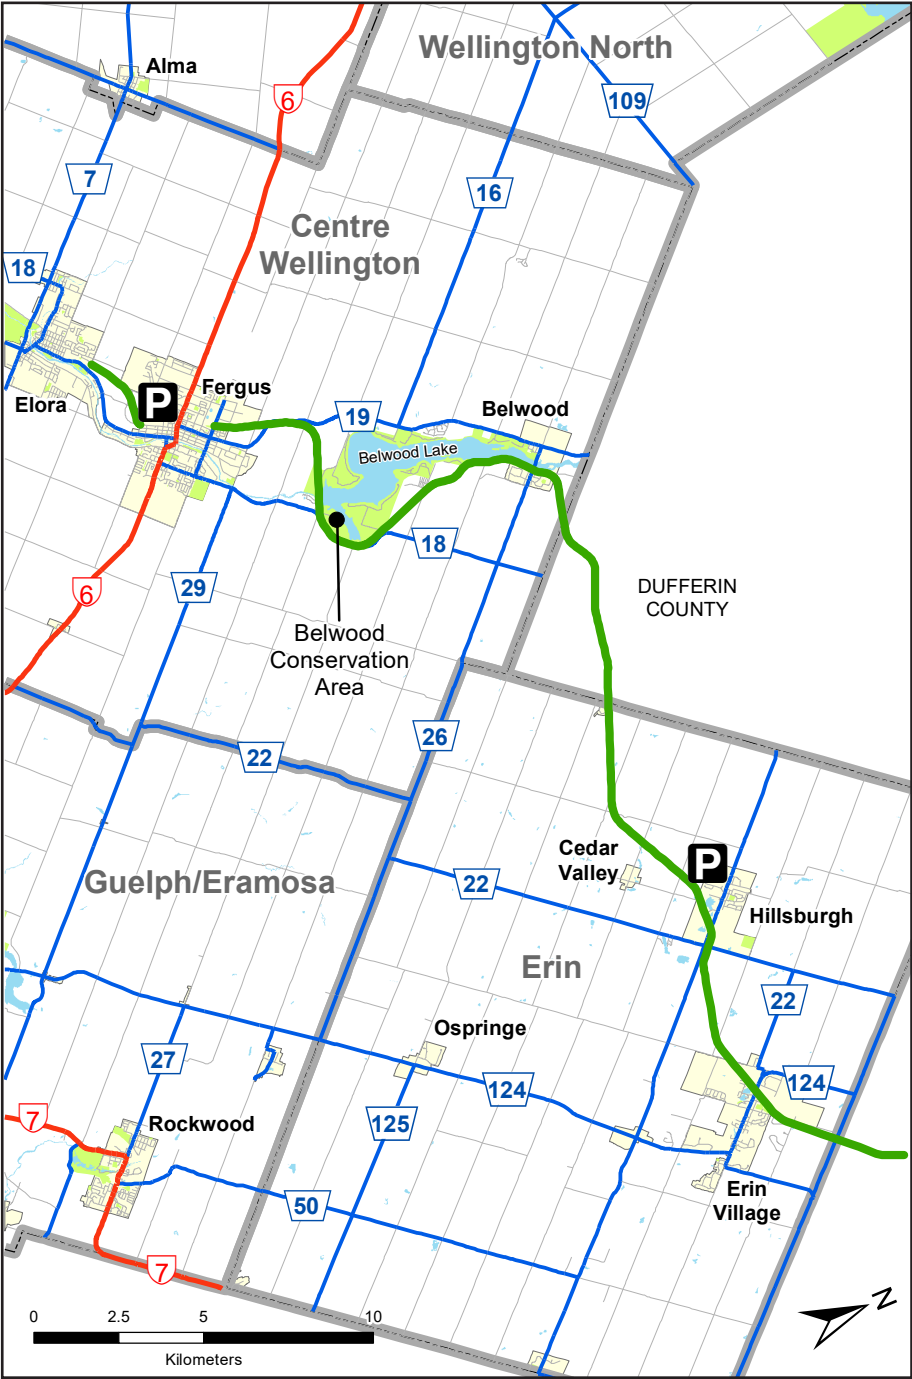 Wellington North
Alma
6
109
7
16
Centre
Wellington
18
Fergus
P
Elora
19
Belwood
Belwood Lake
18
6
29
DUFFERIN
COUNTY
Belwood
Conservation
Area
26
22
Cedar
Valley
P
Guelph/Eramosa
22
Hillsburgh
Erin
22
Ospringe
27
124
124
7
Rockwood
125
Erin
Village
50
7
N
0
2.5
5
10
Kilometers